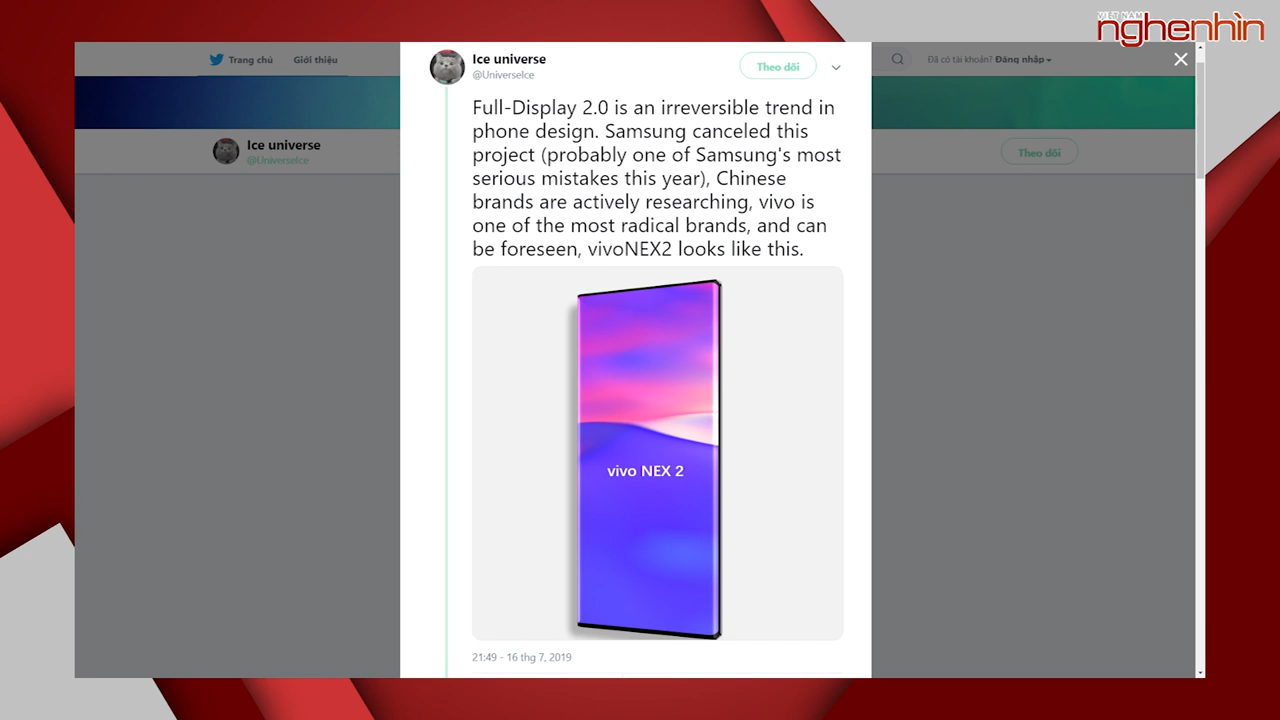 VIỆT NAM
nghenhìn
Trang chủ
Giới thiệu
Đã có tài khoản? Đăng nhập
Ice universe
@UniverseIce
Theo dõi
Ice universe
@UniverseIce
Theo dõi
Full-Display 2.0 is an irreversible trend in
phone design. Samsung canceled this
project (probably one of Samsung's most
serious mistakes this year), Chinese
brands are actively researching, vivo is
one of the most radical brands, and can
be foreseen, vivoNEX2 looks like this.
vivo NEX 2
21:49 - 16 thg 7, 2019